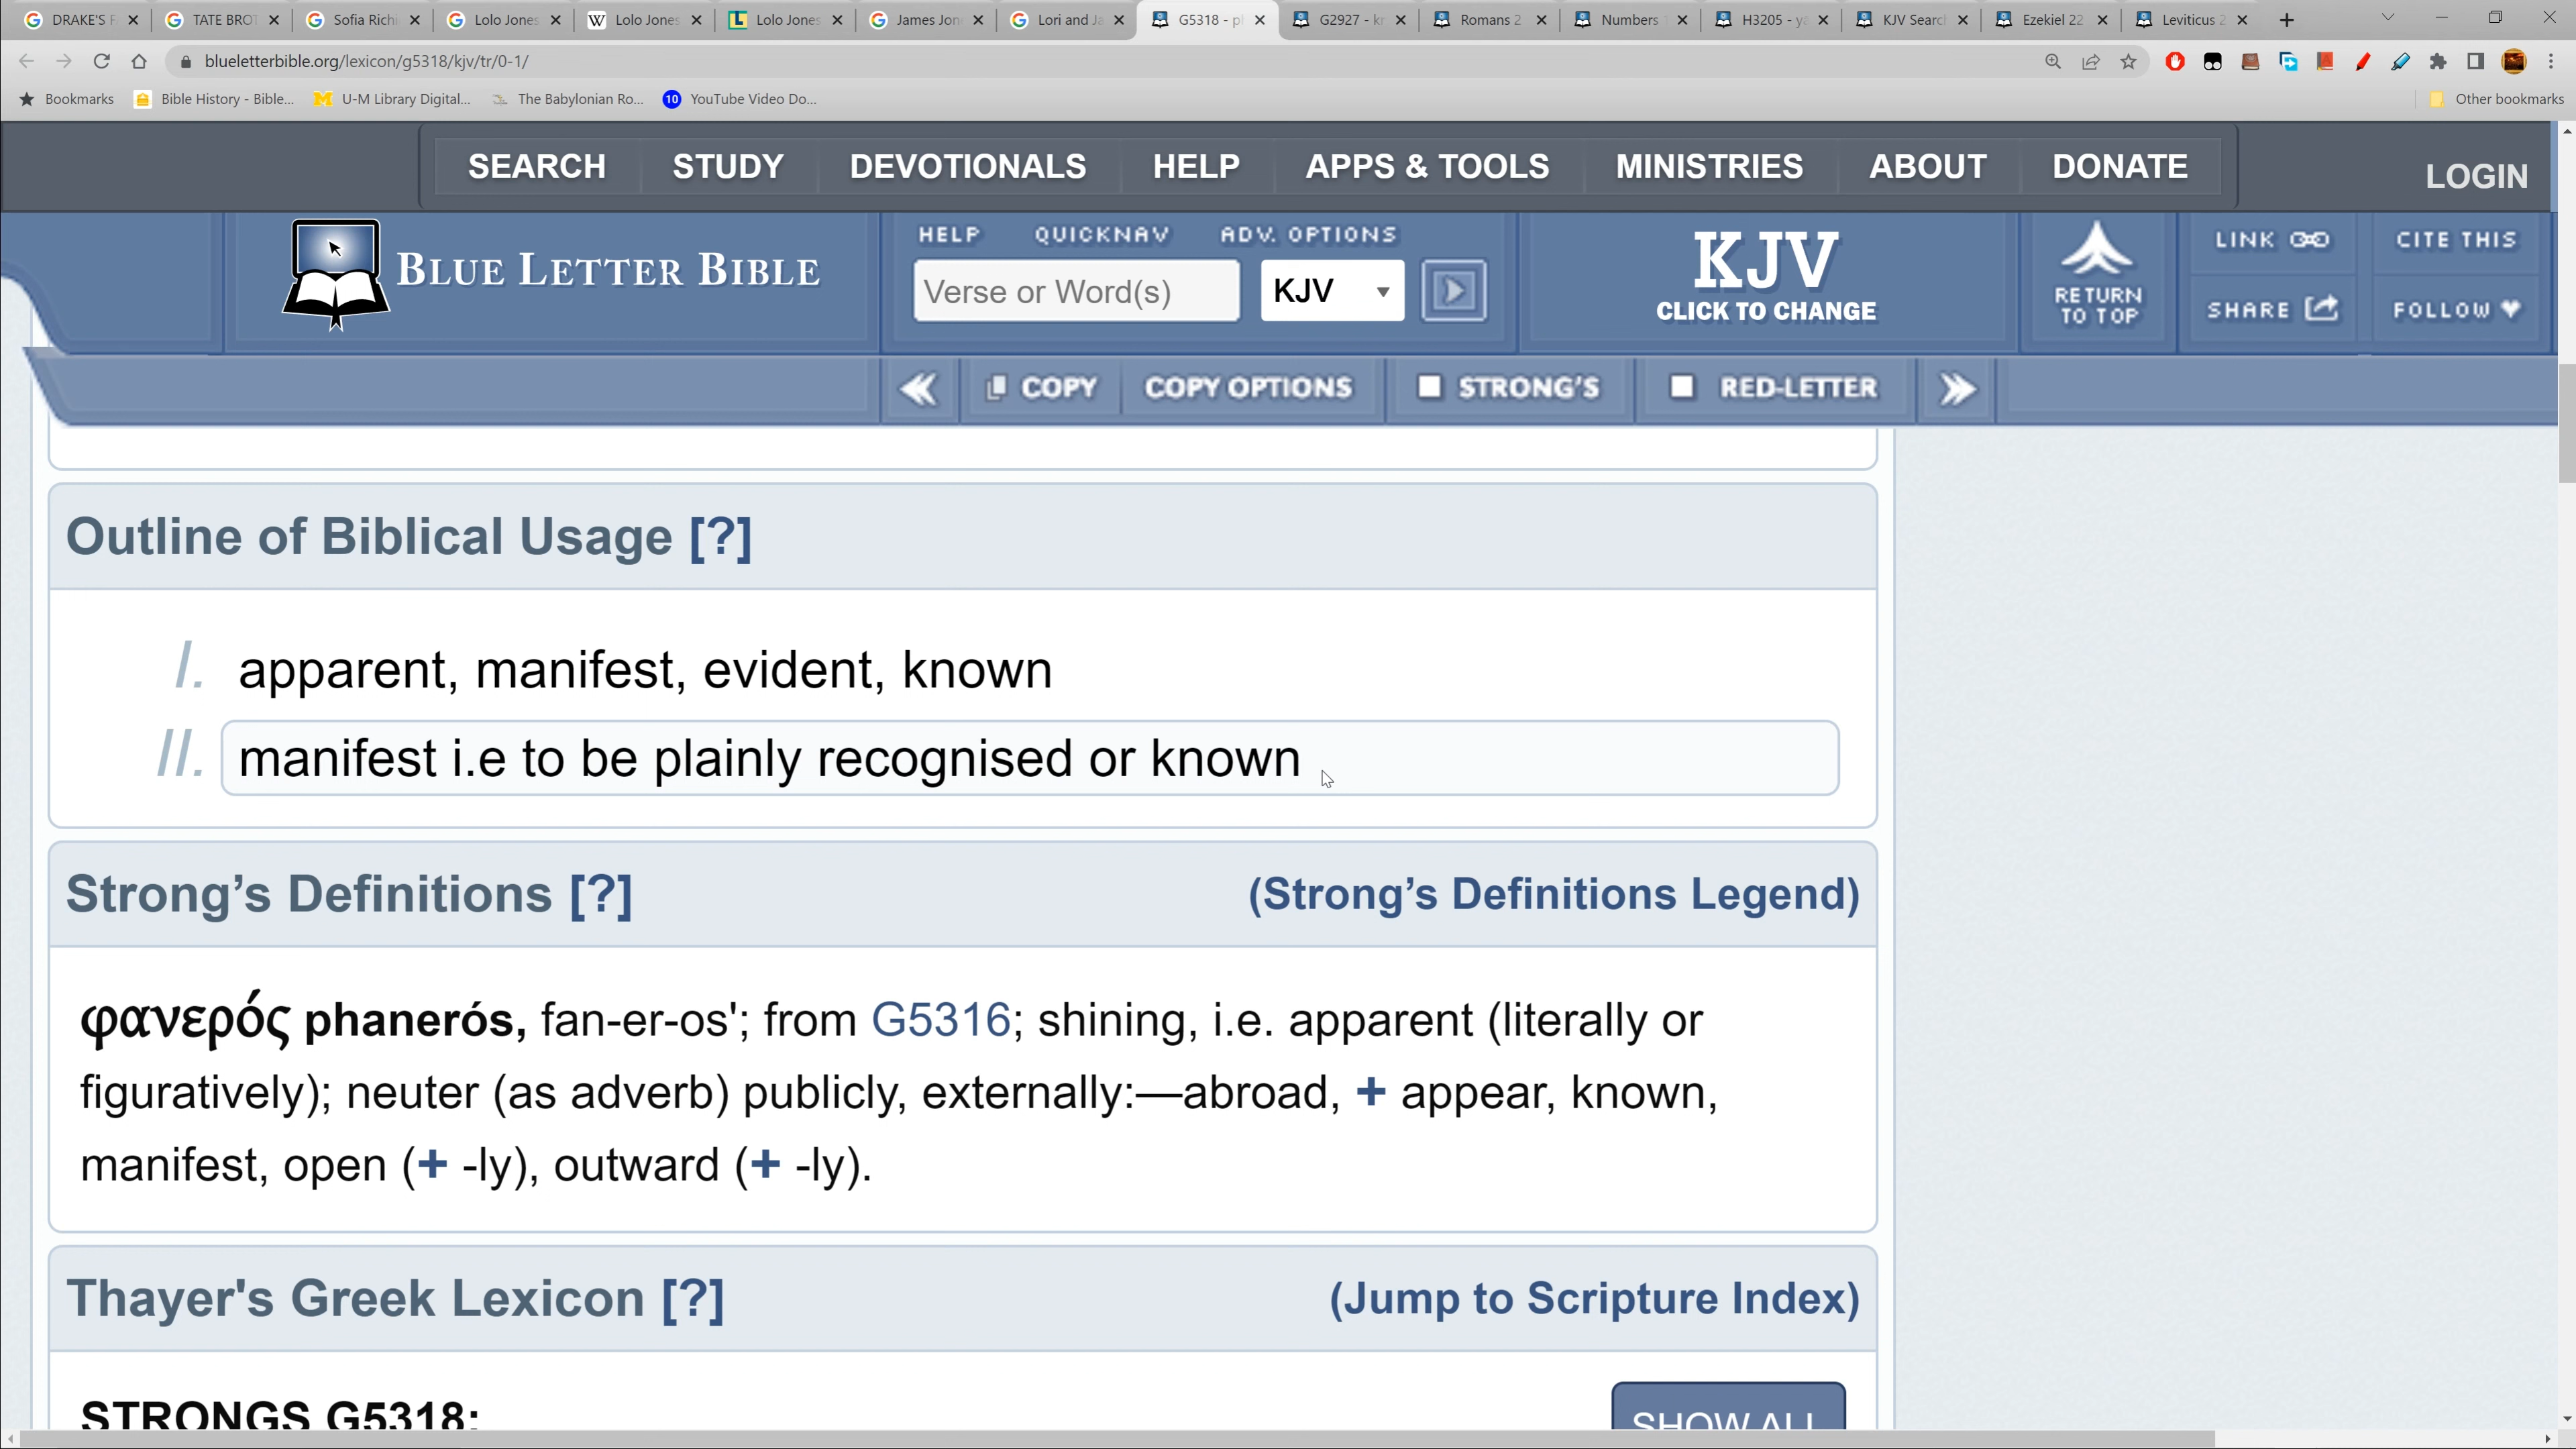 DRAKE'S F
TATE BROT
Sofia Rich
Lolo Jones
Lolo Jones
Lolo Jones
James Jon
Lori and Ja
G5318 - p
G2927 - k
Romans 2
Numbers
H3205 - ya
KJV Searc
Ezekiel 22
Leviticus 2
blueletterbible.org/lexicon/g5318/kjv/tr/0-1/
Bookmarks
Bible History - Bible...
U-M Library Digital...
The Babylonian Ro...
10
YouTube Video Do...
Other bookmarks
SEARCH
STUDY
DEVOTIONALS
HELP
APPS & TOOLS
MINISTRIES
ABOUT
DONATE
LOGIN
BLUE LETTER BIBLE
HELP
QUICKNAV
ADV. OPTIONS
Verse or Word(s)
KJV
KJV
CLICK TO CHANGE
RETURN
TO TOP
LINK
CITE THIS
SHARE
FOLLOW
COPY
COPY OPTIONS
STRONG'S
RED-LETTER
Outline of Biblical Usage [?]
I. apparent, manifest, evident, known
II. manifest i.e to be plainly recognised or known
Strong’s Definitions [?]
(Strong’s Definitions Legend)
φανερός phanerós, fan-er-os'; from G5316; shining, i.e. apparent (literally or
figuratively); neuter (as adverb) publicly, externally:—abroad, + appear, known,
manifest, open (+ -ly), outward (+ -ly).
Thayer's Greek Lexicon [?]
(Jump to Scripture Index)
STRONGS G5318:
SHOW ALL